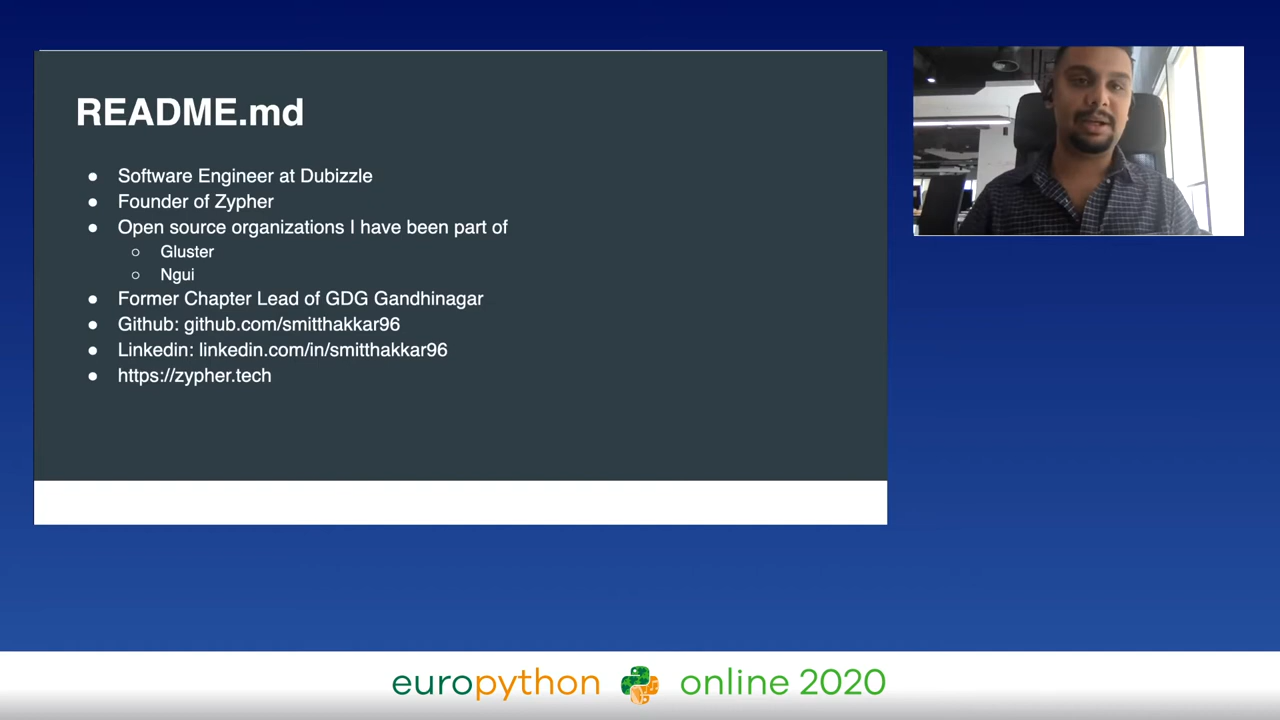 README.md
● Software Engineer at Dubizzle
● Founder of Zypher
● Open source organizations I have been part of
○ Gluster
○ Ngui
● Former Chapter Lead of GDG Gandhinagar
● Github: github.com/smitthakkar96
● Linkedin: linkedin.com/in/smitthakkar96
● https://zypher.tech
europython online 2020